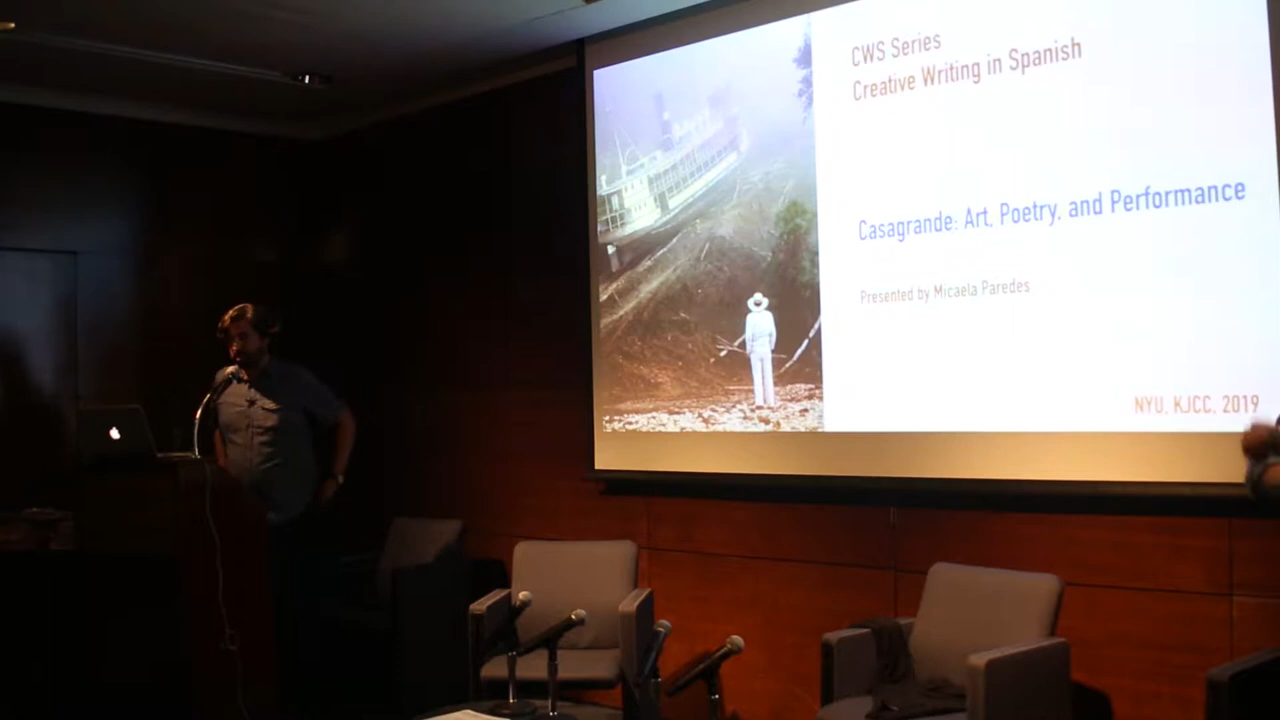 CWS Series
Creative Writing in Spanish
Casagrande: Art, Poetry, and Performance
Presented by Micaela Paredes
NYU, KJCC, 2019